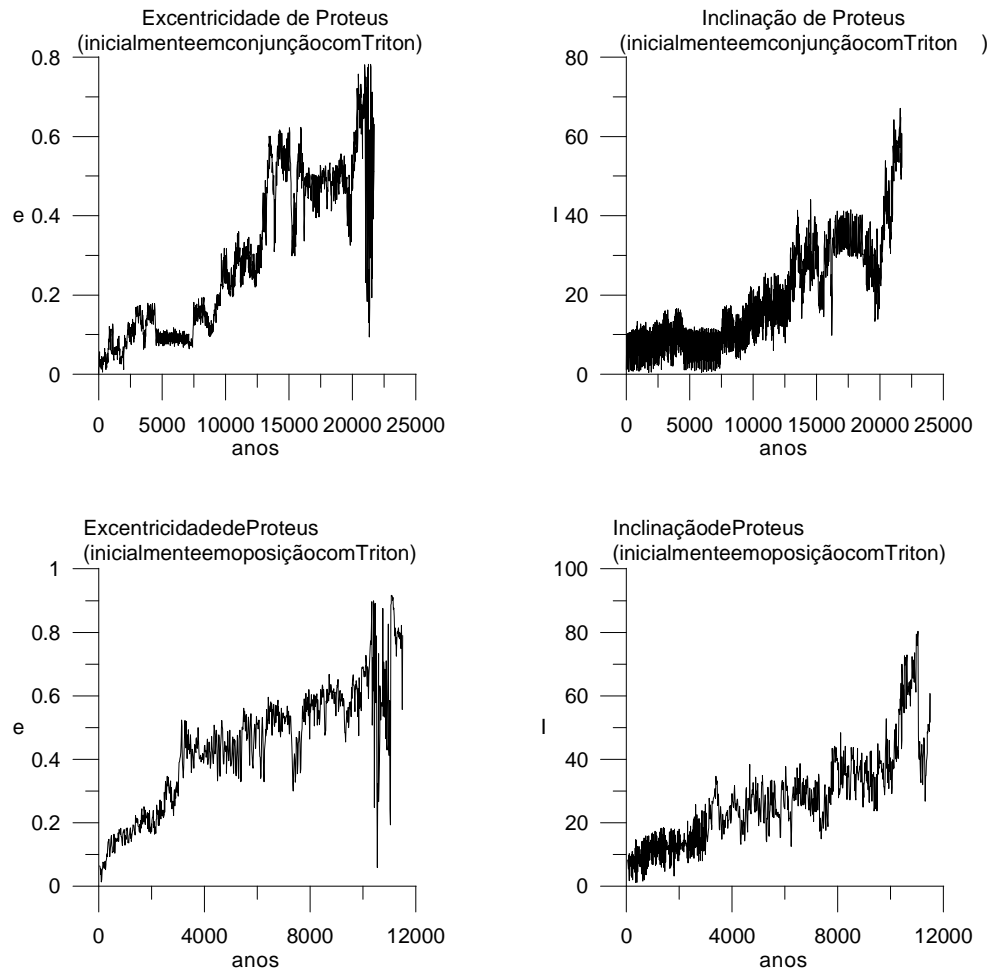 Excentricidade de Proteus
(inicialmenteemconjunçãocomTriton)
0.8
0.6
e 0.4
0.2
0
0 5000 10000 15000 20000 25000
anos
Inclinação de Proteus
(inicialmenteemconjunçãocomTriton )
80
60
I 40
20
0
0 5000 10000 15000 20000 25000
anos
ExcentricidadedeProteus
(inicialmenteemoposiçãocomTriton)
1
0.8
0.6
e
0.4
0.2
0
0 4000 8000 12000
anos
InclinaçãodeProteus
(inicialmenteemoposiçãocomTriton)
100
80
60
I
40
20
0
0 4000 8000 12000
anos